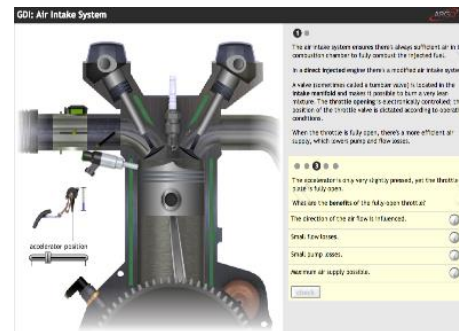 GDI: Air Intake System
The air intake system ensures there's always sufficient air in t
combustion chamber to fully combust the injected fuel.
In a direct injected engine there's a modified air intake syste
A valve (sometimes called a tumbler valve) is located in the
intake manifold and makes it possible to burn a very lean
mixture. The throttle opening is electronically controlled; th
position of the throttle valve is dictated according to operati
conditions.
When the throttle is fully open, there's a more efficient air
supply, which lowers pump and flow losses.
The accelerator is only very slightly pressed, yet the throttle
plate is fully open.
What are the benefits of the fully-open throttle?
The direction of the air flow is influenced.
Small flow losses.
Small pump losses.
Maximum air supply possible.
check
accelerator position